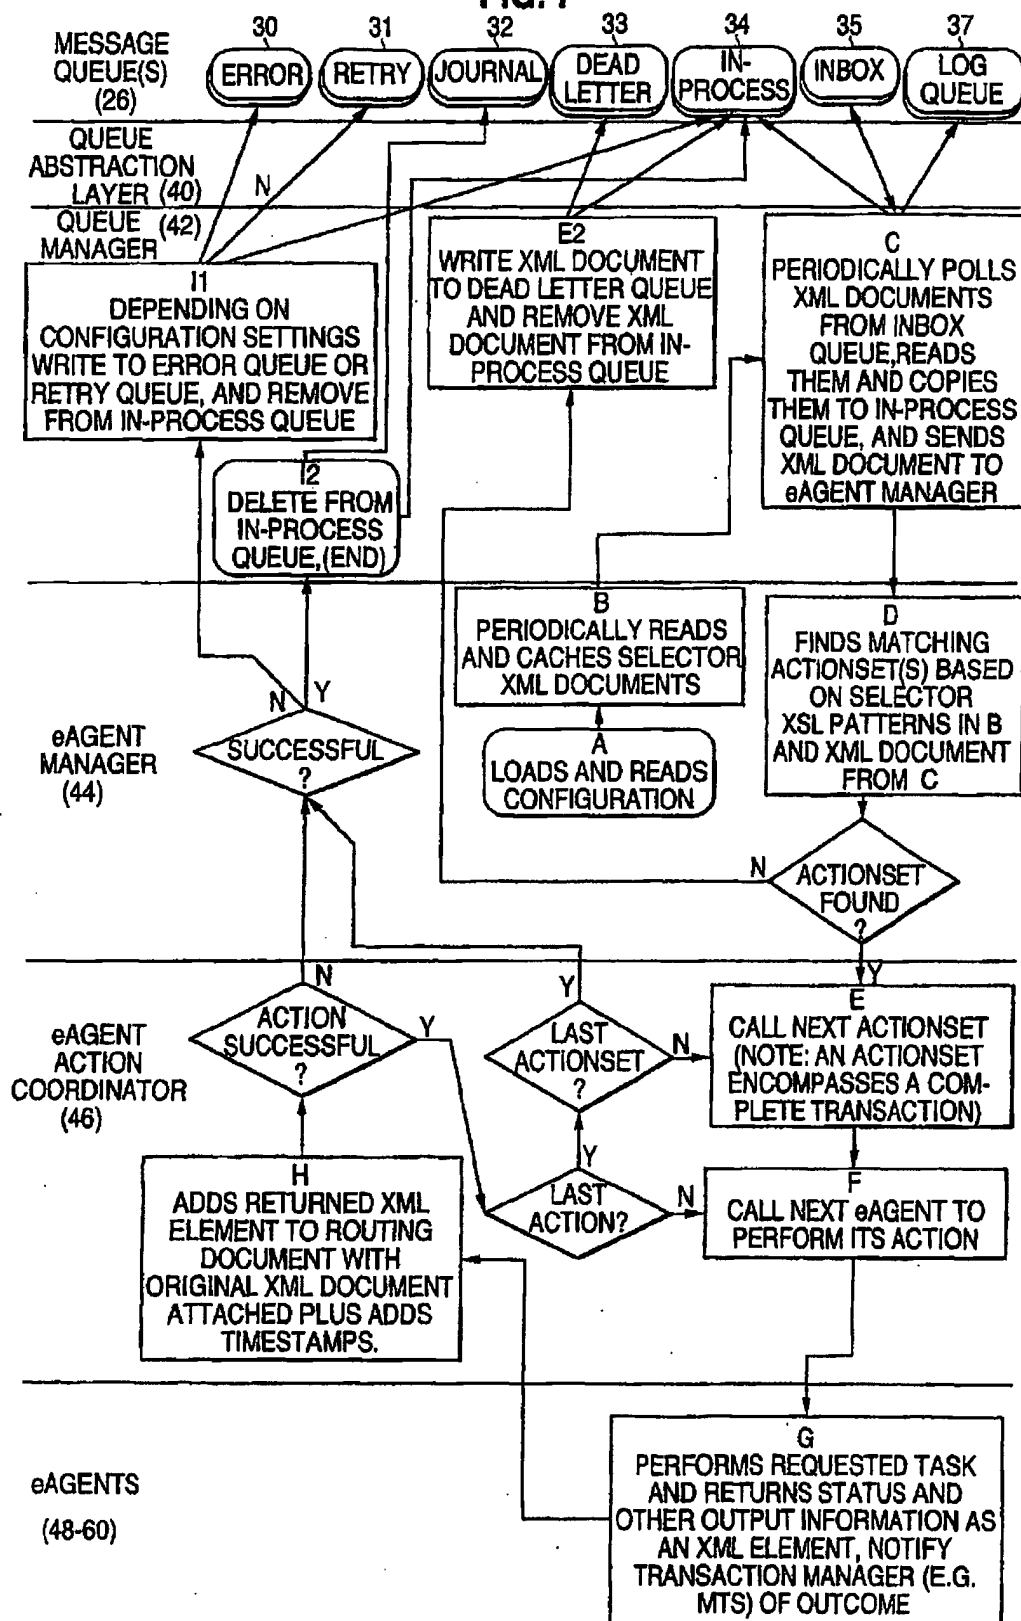 30
31
32
33
34
35
37
MESSAGE
QUEUE(S)
(26)
ERROR
RETRY
JOURNAL
DEAD
LETTER
IN-
PROCESS
INBOX
LOG
QUEUE
QUEUE
ABSTRACTION
LAYER (40)
N
QUEUE (42)
MANAGER
I1
DEPENDING ON
CONFIGURATION SETTINGS
WRITE TO ERROR QUEUE OR
RETRY QUEUE, AND REMOVE
FROM IN-PROCESS QUEUE
E2
WRITE XML DOCUMENT
TO DEAD LETTER QUEUE
AND REMOVE XML
DOCUMENT FROM IN-
PROCESS QUEUE
C
PERIODICALLY POLLS
XML DOCUMENTS
FROM INBOX
QUEUE,READS
THEM AND COPIES
THEM TO IN-PROCESS
QUEUE, AND SENDS
XML DOCUMENT TO
eAGENT MANAGER
I2
DELETE FROM
IN-PROCESS
QUEUE,(END)
eAGENT
MANAGER
(44)
N
Y
SUCCESSFUL
?
B
PERIODICALLY READS
AND CACHES SELECTOR
XML DOCUMENTS
A
LOADS AND READS
CONFIGURATION
D
FINDS MATCHING
ACTIONSET(S) BASED
ON SELECTOR
XSL PATTERNS IN B
AND XML DOCUMENT
FROM C
N
ACTIONSET
FOUND
?
Y
eAGENT
ACTION
COORDINATOR
(46)
N
ACTION
SUCCESSFUL
?
Y
Y
LAST
ACTIONSET
?
N
E
CALL NEXT ACTIONSET
(NOTE: AN ACTIONSET
ENCOMPASSES A COM-
PLETE TRANSACTION)
Y
LAST
ACTION?
N
F
CALL NEXT eAGENT TO
PERFORM ITS ACTION
H
ADDS RETURNED XML
ELEMENT TO ROUTING
DOCUMENT WITH
ORIGINAL XML DOCUMENT
ATTACHED PLUS ADDS
TIMESTAMPS.
eAGENTS
(48-60)
G
PERFORMS REQUESTED TASK
AND RETURNS STATUS AND
OTHER OUTPUT INFORMATION AS
AN XML ELEMENT, NOTIFY
TRANSACTION MANAGER (E.G.
MTS) OF OUTCOME